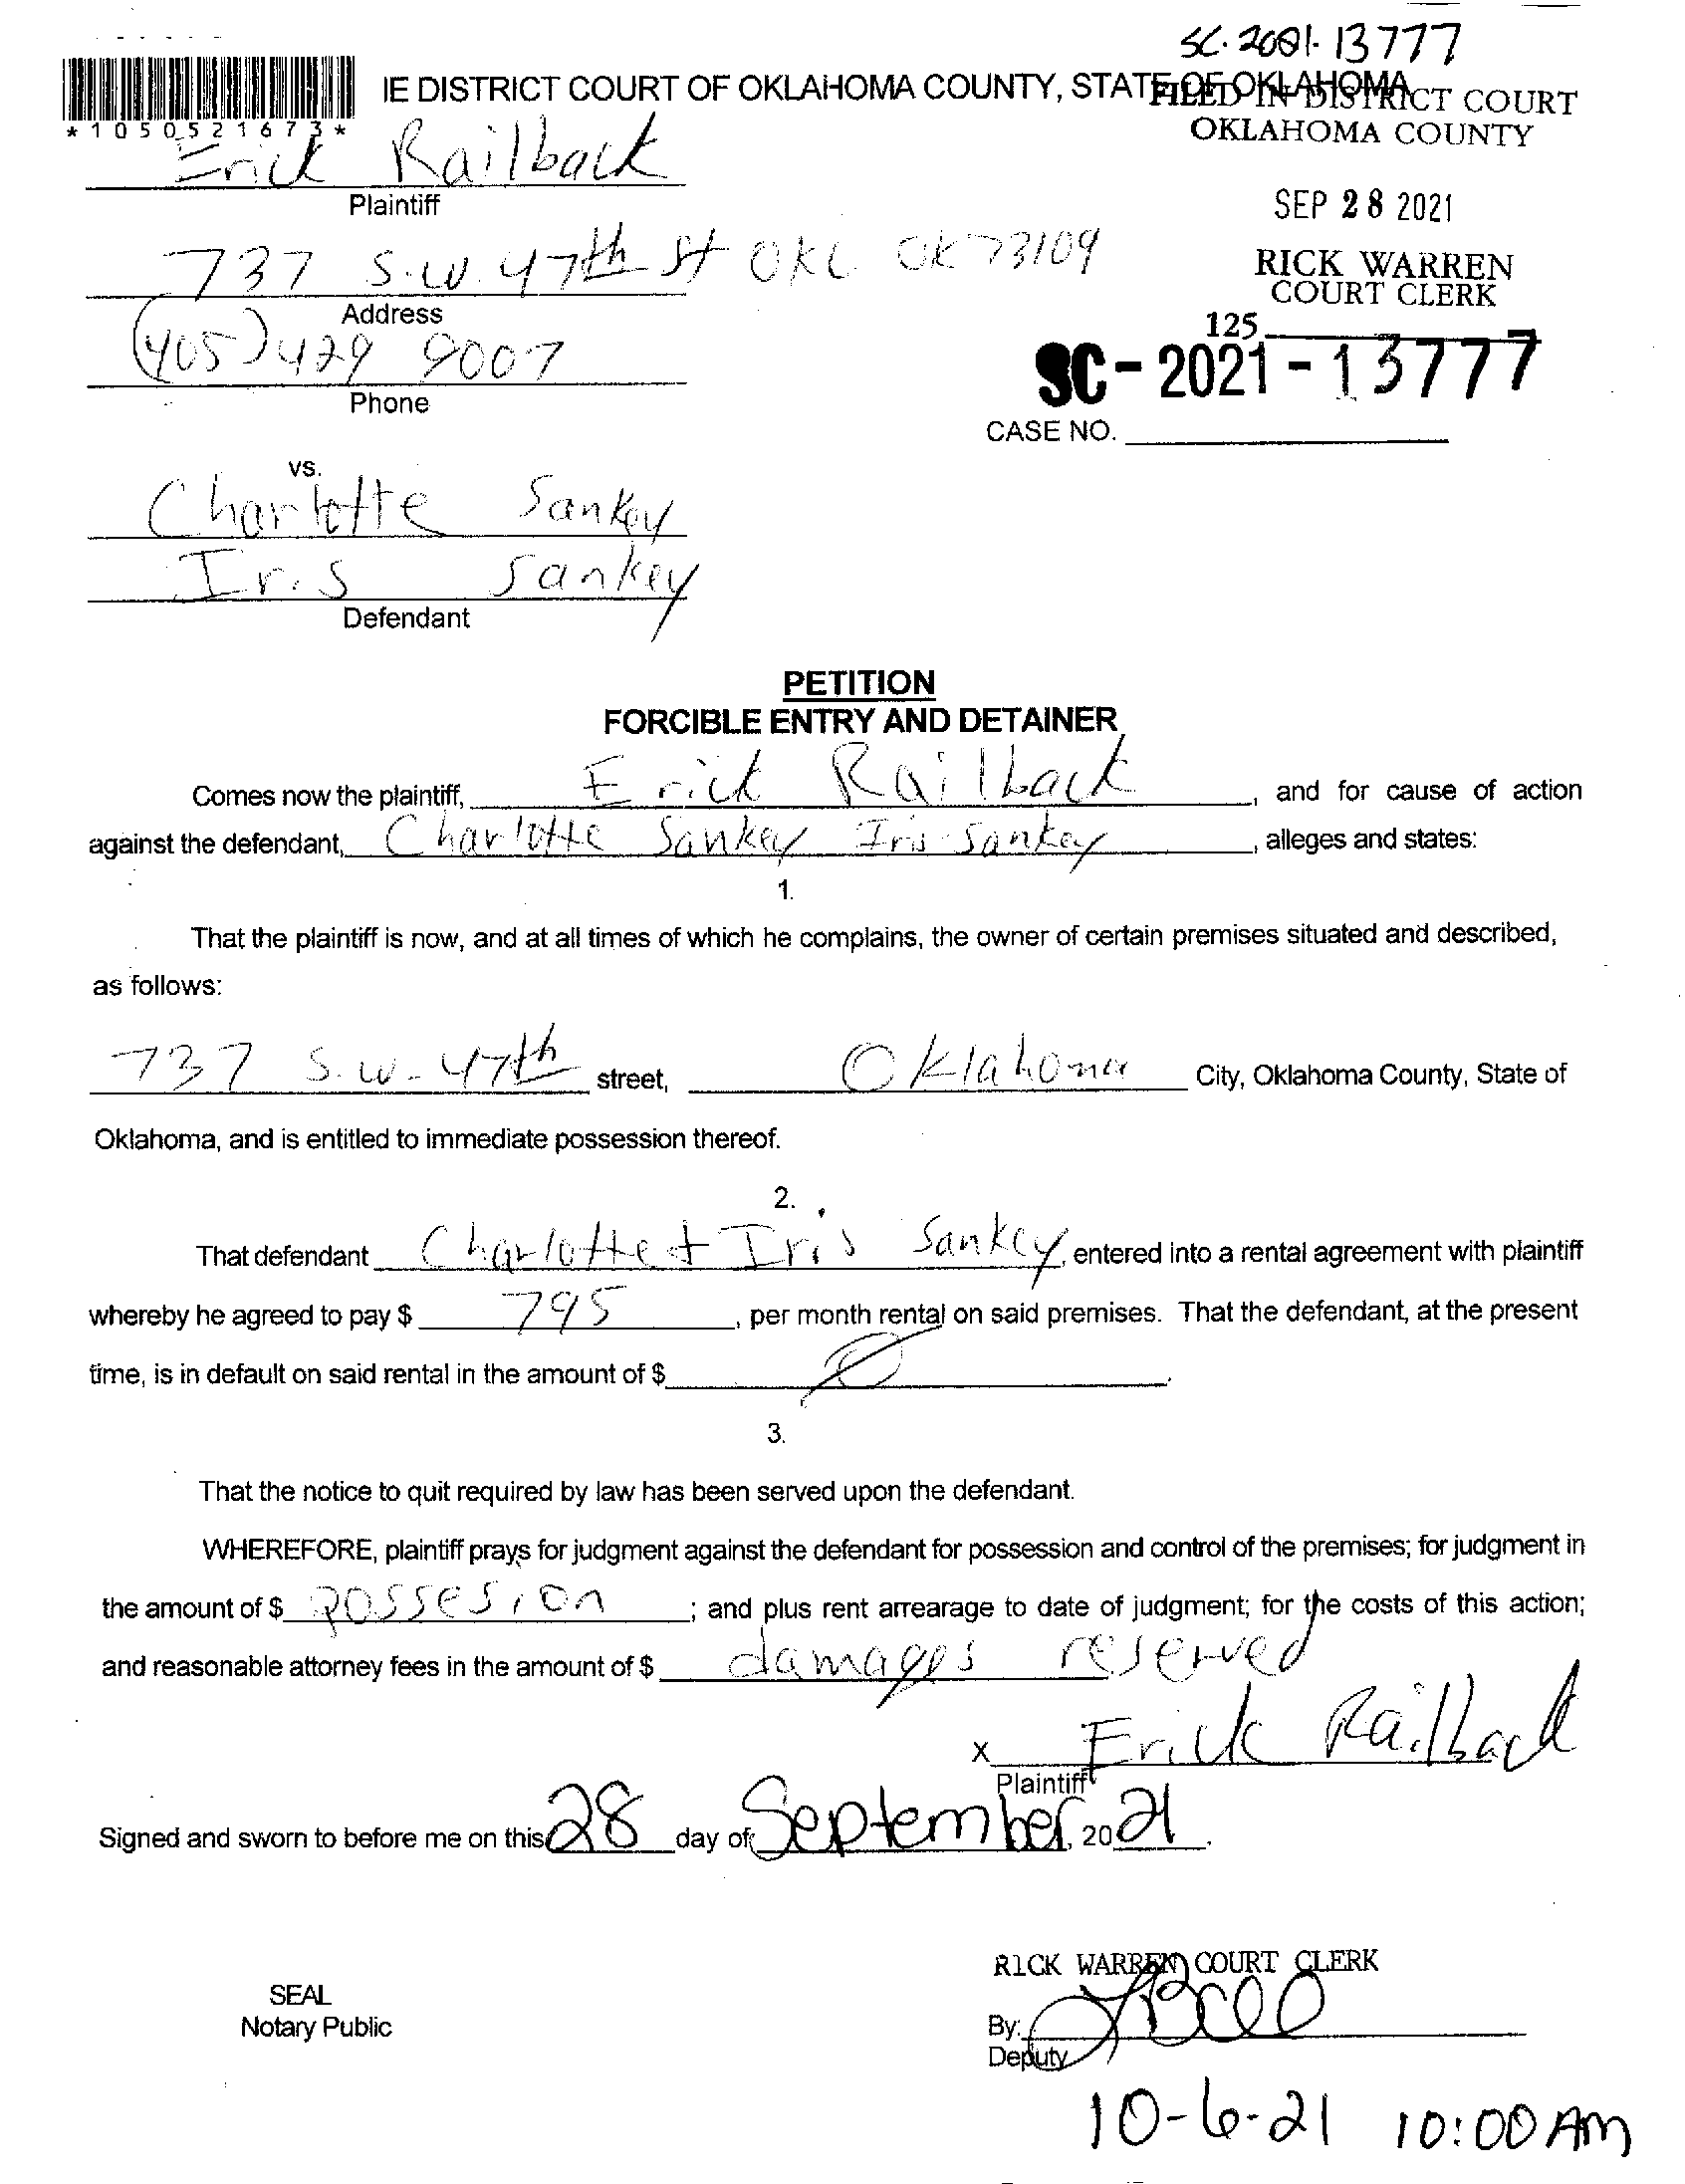 SC-2021-13777
IE DISTRICT COURT OF OKLAHOMA COUNTY, STATE OF OKLAHOMA
FILED IN DISTRICT COURT
OKLAHOMA COUNTY
*1050521673*
Erick Railback
Plaintiff
SEP 28 2021
737 S.W. 47th St OKC OK 73109
Address
RICK WARREN
COURT CLERK
125
(405) 429 9007
Phone
SC-2021-13777
CASE NO.
vs.
Charlotte Sankey
Iris Sankey
Defendant
PETITION
FORCIBLE ENTRY AND DETAINER
Comes now the plaintiff, Erick Railback, and for cause of action
against the defendant, Charlotte Sankey Iris Sankey, alleges and states:
1.
That the plaintiff is now, and at all times of which he complains, the owner of certain premises situated and described,
as follows:
737 S.W. 47th street, Oklahoma City, Oklahoma County, State of
Oklahoma, and is entitled to immediate possession thereof.
2.
That defendant Charlotte + Iris Sankey, entered into a rental agreement with plaintiff
whereby he agreed to pay $ 795, per month rental on said premises. That the defendant, at the present
time, is in default on said rental in the amount of $ 0.
3.
That the notice to quit required by law has been served upon the defendant.
WHEREFORE, plaintiff prays for judgment against the defendant for possession and control of the premises; for judgment in
the amount of $ possesion; and plus rent arrearage to date of judgment; for the costs of this action;
and reasonable attorney fees in the amount of $ damages reserved
x Erick Railback
Plaintiff
Signed and sworn to before me on this 28 day of September, 2021.
RICK WARREN COURT CLERK
SEAL
Notary Public
By:
Deputy
10-6-21 10:00 AM